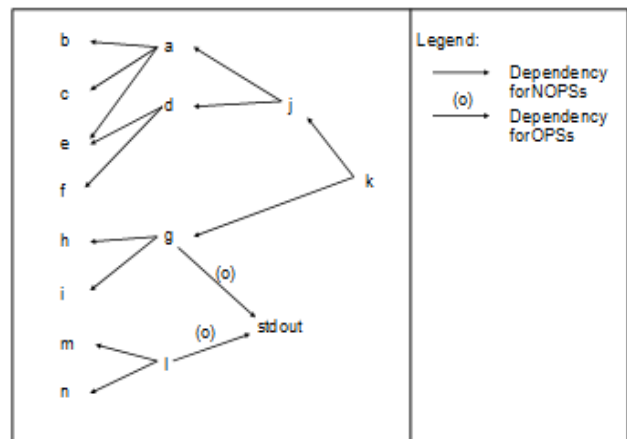 b
a
c
d
j
e
f
k
h
g
i
(o)
stdout
m
(o)
l
n
Legend:
Dependency
forNOPSs
(o)
Dependency
forOPSs